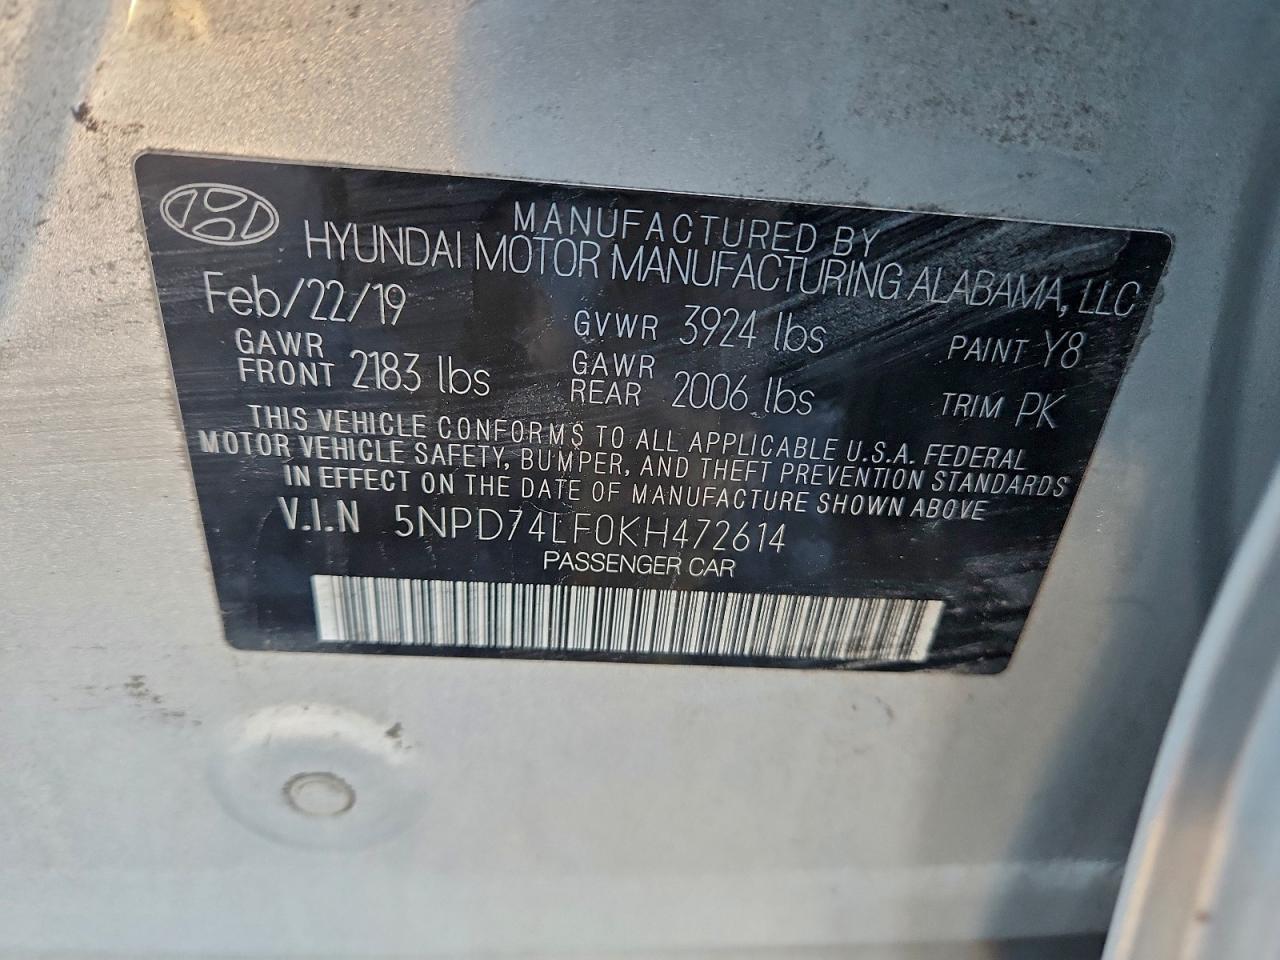 MANUFACTURED BY
HYUNDAI MOTOR MANUFACTURING ALABAMA, LLC
Feb/22/19 GVWR 3924 lbs PAINT Y8
GAWR FRONT 2183 lbs GAWR REAR 2006 lbs TRIM PK
THIS VEHICLE CONFORMS TO ALL APPLICABLE U.S.A. FEDERAL
MOTOR VEHICLE SAFETY, BUMPER, AND THEFT PREVENTION STANDARDS
IN EFFECT ON THE DATE OF MANUFACTURE SHOWN ABOVE
V.I.N 5NPD74LF0KH472614
PASSENGER CAR